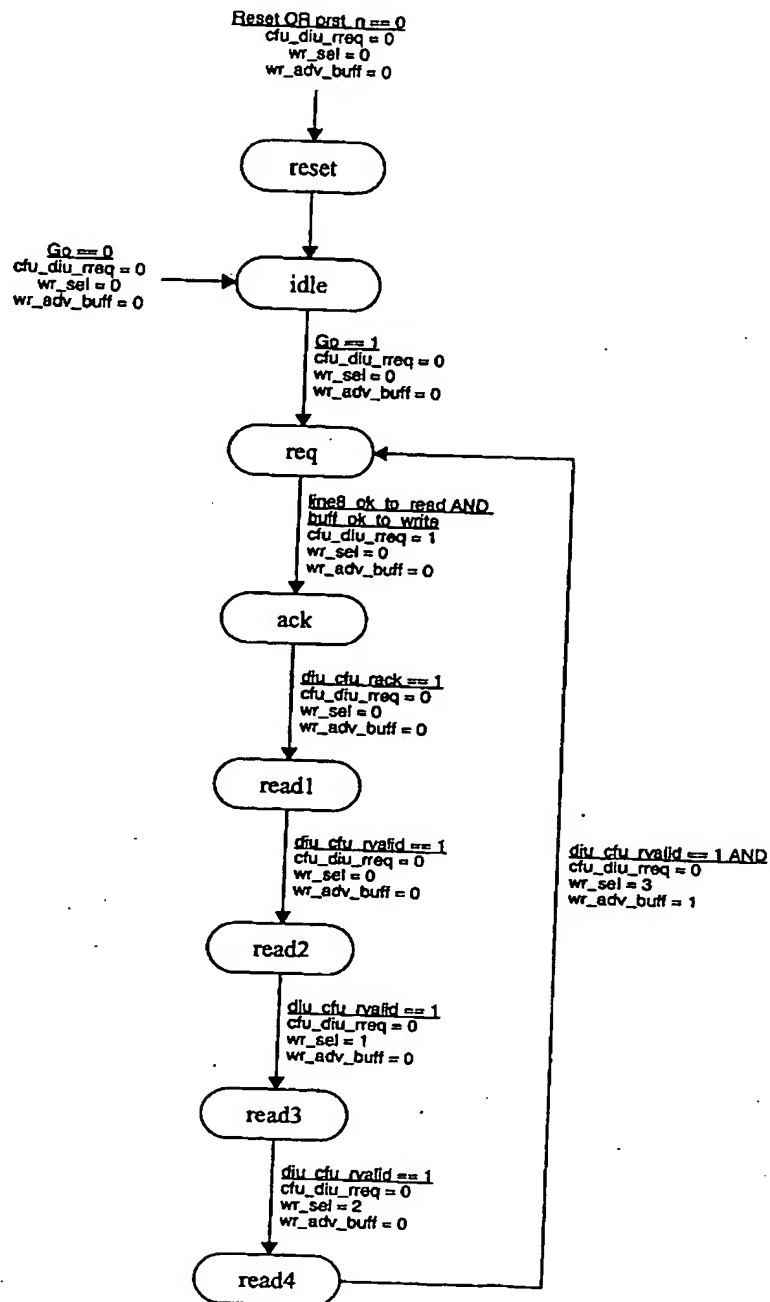 Reset OR prst_n == 0
cfu_diu_rreq = 0
wr_sel = 0
wr_adv_buff = 0
reset
Go == 0
cfu_diu_rreq = 0
wr_sel = 0
wr_adv_buff = 0
idle
Go == 1
cfu_diu_rreq = 0
wr_sel = 0
wr_adv_buff = 0
req
line8_ok_to_read AND
buff_ok_to_write
cfu_diu_rreq = 1
wr_sel = 0
wr_adv_buff = 0
ack
diu_cfu_rack == 1
cfu_diu_rreq = 0
wr_sel = 0
wr_adv_buff = 0
read1
diu_cfu_rvalid == 1
cfu_diu_rreq = 0
wr_sel = 0
wr_adv_buff = 0
diu_cfu_rvalid == 1 AND
cfu_diu_rreq = 0
wr_sel = 3
wr_adv_buff = 1
read2
diu_cfu_rvalid == 1
cfu_diu_rreq = 0
wr_sel = 1
wr_adv_buff = 0
read3
diu_cfu_rvalid == 1
cfu_diu_rreq = 0
wr_sel = 2
wr_adv_buff = 0
read4